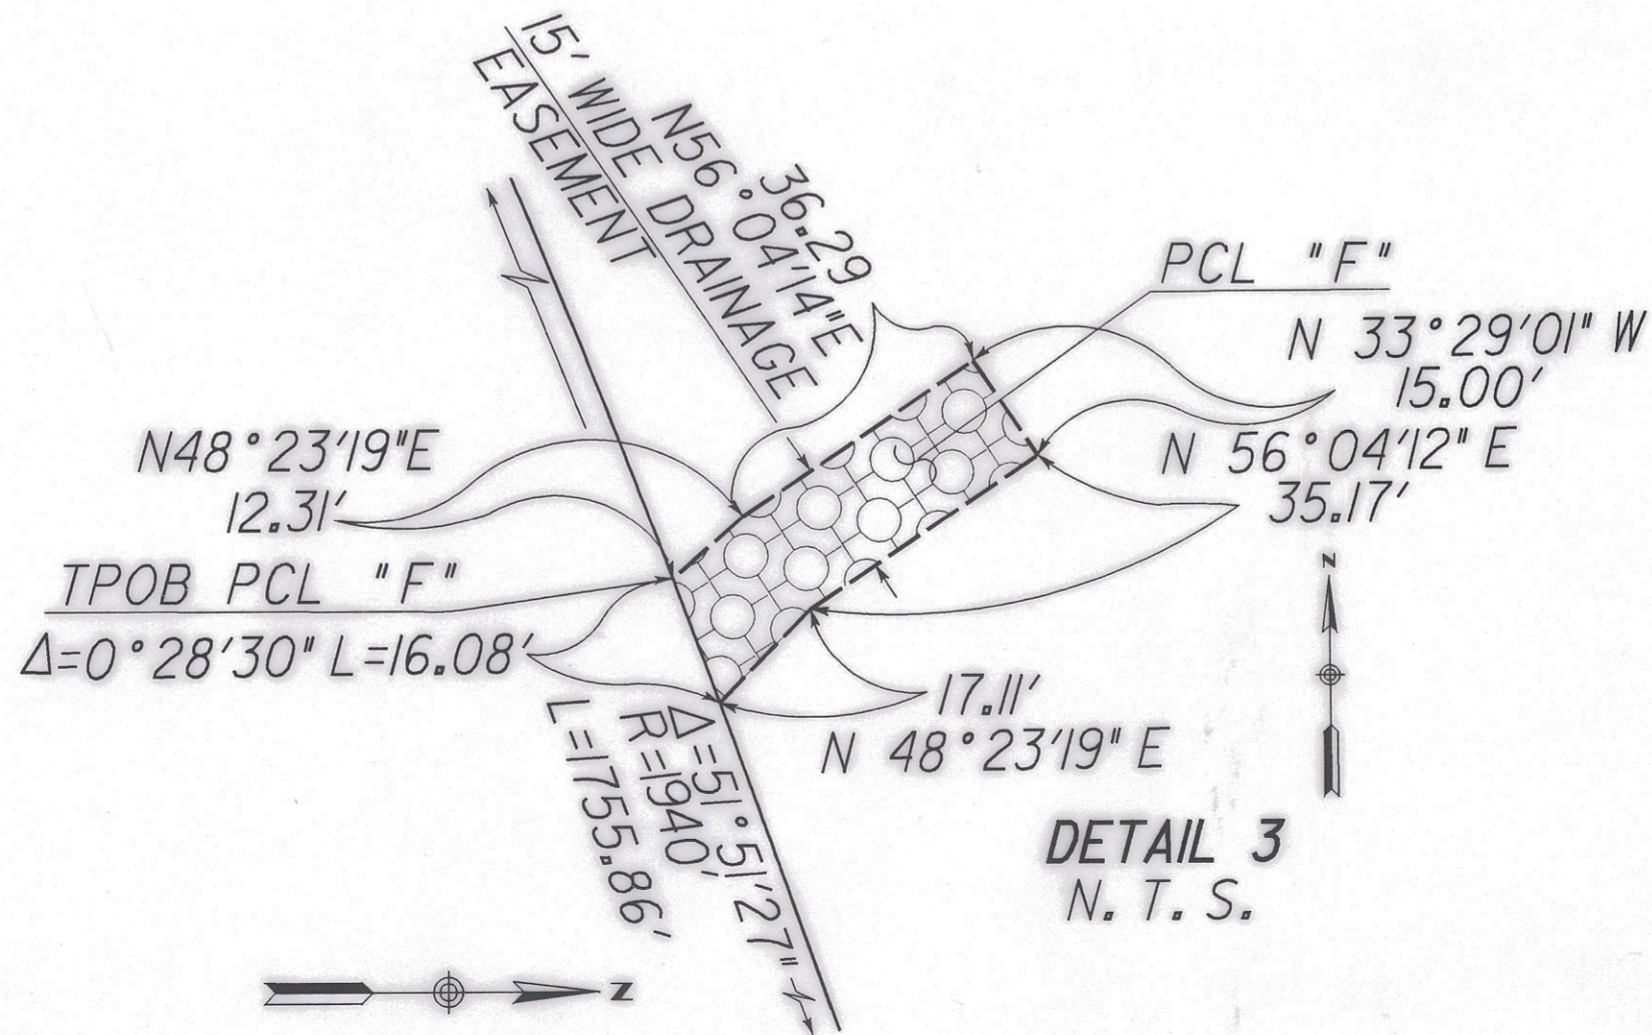 15' WIDE DRAINAGE
EASEMENT
36.29
N56°04'14"E
PCL "F"
N 33°29'01" W
15.00'
N48°23'19"E
12.31'
N 56°04'12" E
35.17'
TPOB PCL "F"
Δ=0°28'30" L=16.08'
N
17.11'
N 48°23'19" E
Δ=51°51'27"
R=1940'
L=1755.86'
DETAIL 3
N. T. S.
N